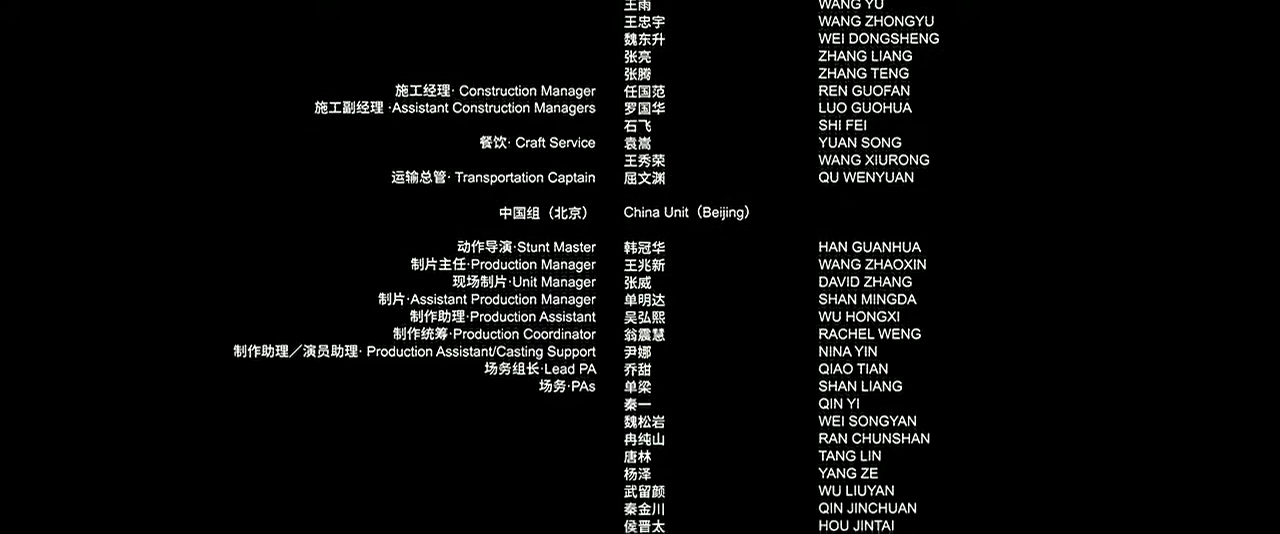 王雨 WANG YU
王忠宇 WANG ZHONGYU
魏东升 WEI DONGSHENG
张亮 ZHANG LIANG
张腾 ZHANG TENG
施工经理· Construction Manager 任国范 REN GUOFAN
施工副经理 ·Assistant Construction Managers 罗国华 LUO GUOHUA
石飞 SHI FEI
餐饮· Craft Service 袁嵩 YUAN SONG
王秀荣 WANG XIURONG
运输总管· Transportation Captain 屈文渊 QU WENYUAN
中国组（北京） China Unit（Beijing）
动作导演·Stunt Master 韩冠华 HAN GUANHUA
制片主任·Production Manager 王兆新 WANG ZHAOXIN
现场制片·Unit Manager 张威 DAVID ZHANG
制片·Assistant Production Manager 单明达 SHAN MINGDA
制作助理·Production Assistant 吴弘熙 WU HONGXI
制作统筹·Production Coordinator 翁震慧 RACHEL WENG
制作助理／演员助理· Production Assistant/Casting Support 尹娜 NINA YIN
场务组长·Lead PA 乔甜 QIAO TIAN
场务·PAs 单梁 SHAN LIANG
秦一 QIN YI
魏松岩 WEI SONGYAN
冉纯山 RAN CHUNSHAN
唐林 TANG LIN
杨泽 YANG ZE
武留颜 WU LIUYAN
秦金川 QIN JINCHUAN
侯晋太 HOU JINTAI